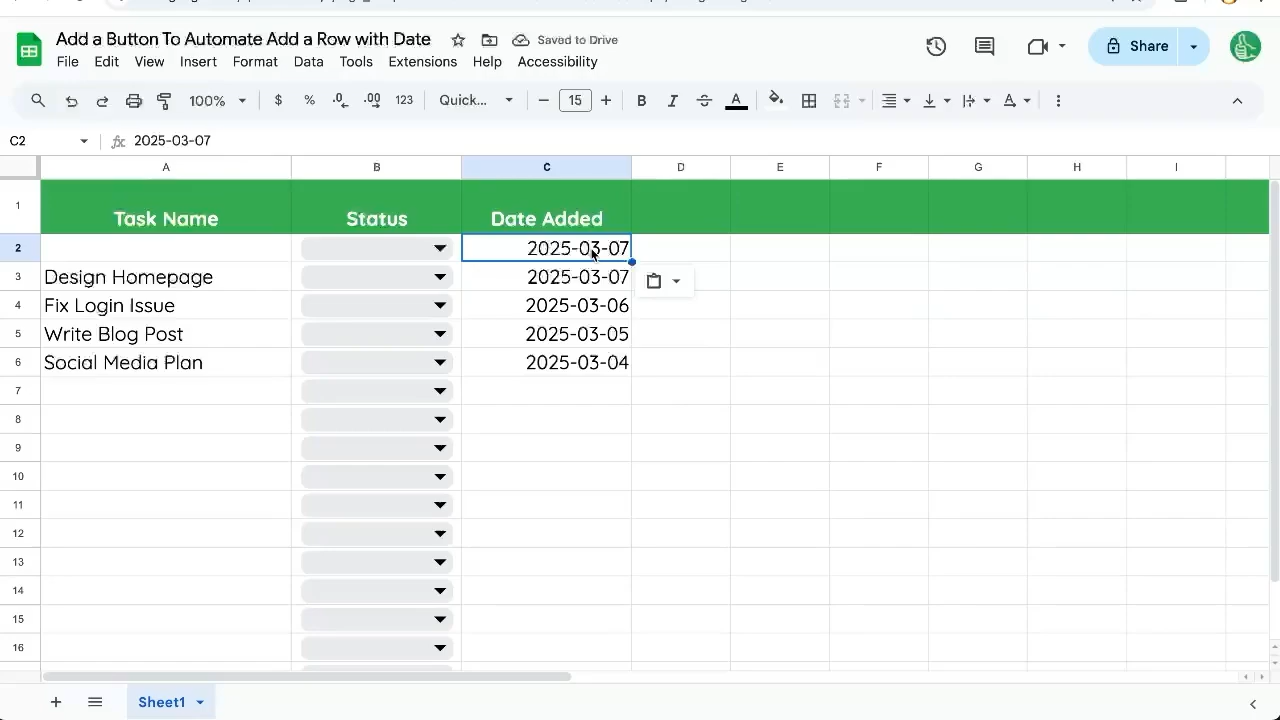 Add a Button To Automate Add a Row with Date
Saved to Drive
Share
File Edit View Insert Format Data Tools Extensions Help Accessibility
100% $ % .0 .00 123 Quick... 15 B I S A
C2 fx 2025-03-07
A B C D E F G H I
1 Task Name Status Date Added
2 2025-03-07
3 Design Homepage 2025-03-07
4 Fix Login Issue 2025-03-06
5 Write Blog Post 2025-03-05
6 Social Media Plan 2025-03-04
7
8
9
10
11
12
13
14
15
16
Sheet1